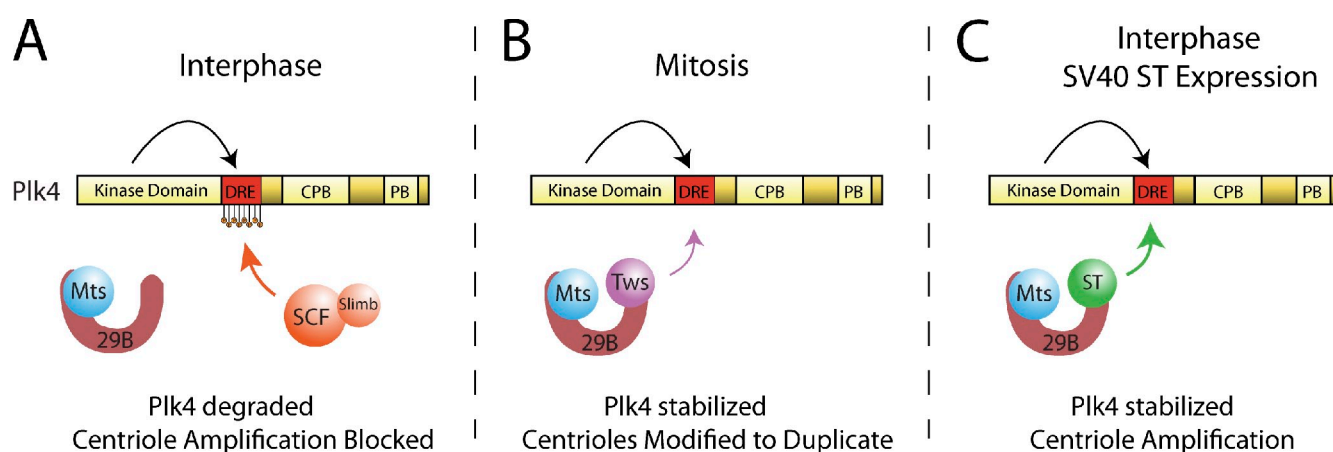 A
Interphase
Plk4
Kinase Domain
DRE
CPB
PB
Mts
29B
SCF
Slimb
Plk4 degraded
Centriole Amplification Blocked
B
Mitosis
Kinase Domain
DRE
CPB
PB
Mts
Tws
29B
Plk4 stabilized
Centrioles Modified to Duplicate
C
Interphase
SV40 ST Expression
Kinase Domain
DRE
CPB
PB
Mts
ST
29B
Plk4 stabilized
Centriole Amplification